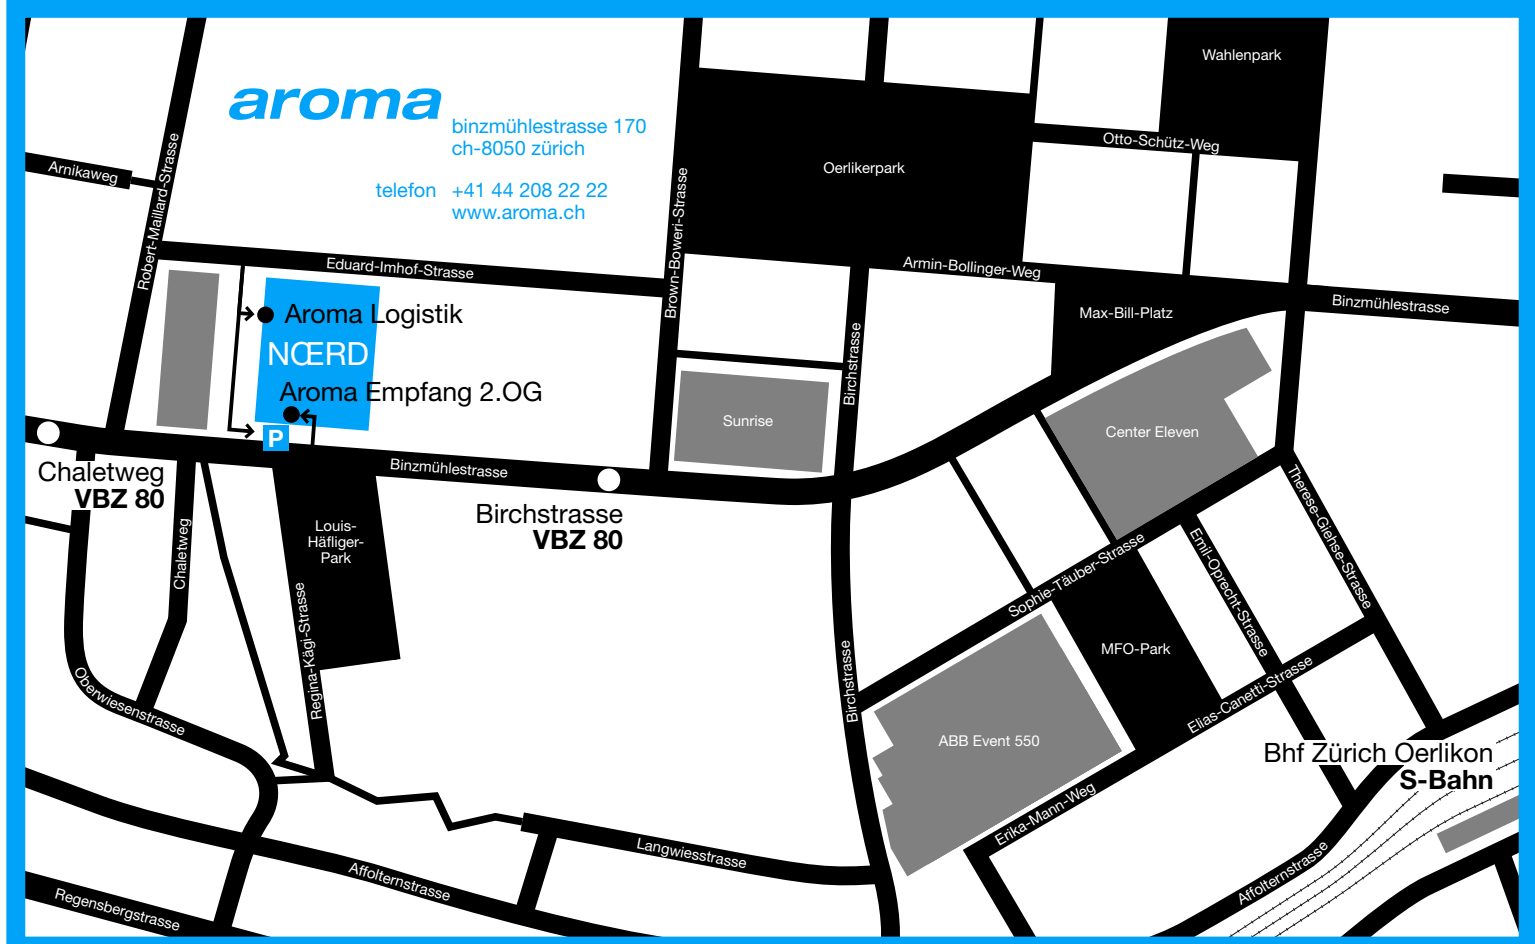 Wahlenpark
aroma
binzmühlestrasse 170
ch-8050 zürich
telefon +41 44 208 22 22
www.aroma.ch
Otto-Schütz-Weg
Oerlikerpark
Arnikaweg
Robert-Maillard-Strasse
Brown-Boweri-Strasse
Eduard-Imhof-Strasse
Armin-Bollinger-Weg
Binzmühlestrasse
Max-Bill-Platz
Aroma Logistik
NŒRD
Aroma Empfang 2.OG
P
Birchstrasse
Sunrise
Center Eleven
Binzmühlestrasse
Chaletweg
VBZ 80
Birchstrasse
VBZ 80
Louis-
Häfliger-
Park
Chaletweg
Regina-Kägi-Strasse
Oberwiesenstrasse
Sophie-Täuber-Strasse
Emil-Oprecht-Strasse
Therese-Giehse-Strasse
MFO-Park
Birchstrasse
Elias-Canetti-Strasse
ABB Event 550
Bhf Zürich Oerlikon
S-Bahn
Erika-Mann-Weg
Langwiesstrasse
Affolternstrasse
Affolternstrasse
Regensbergstrasse